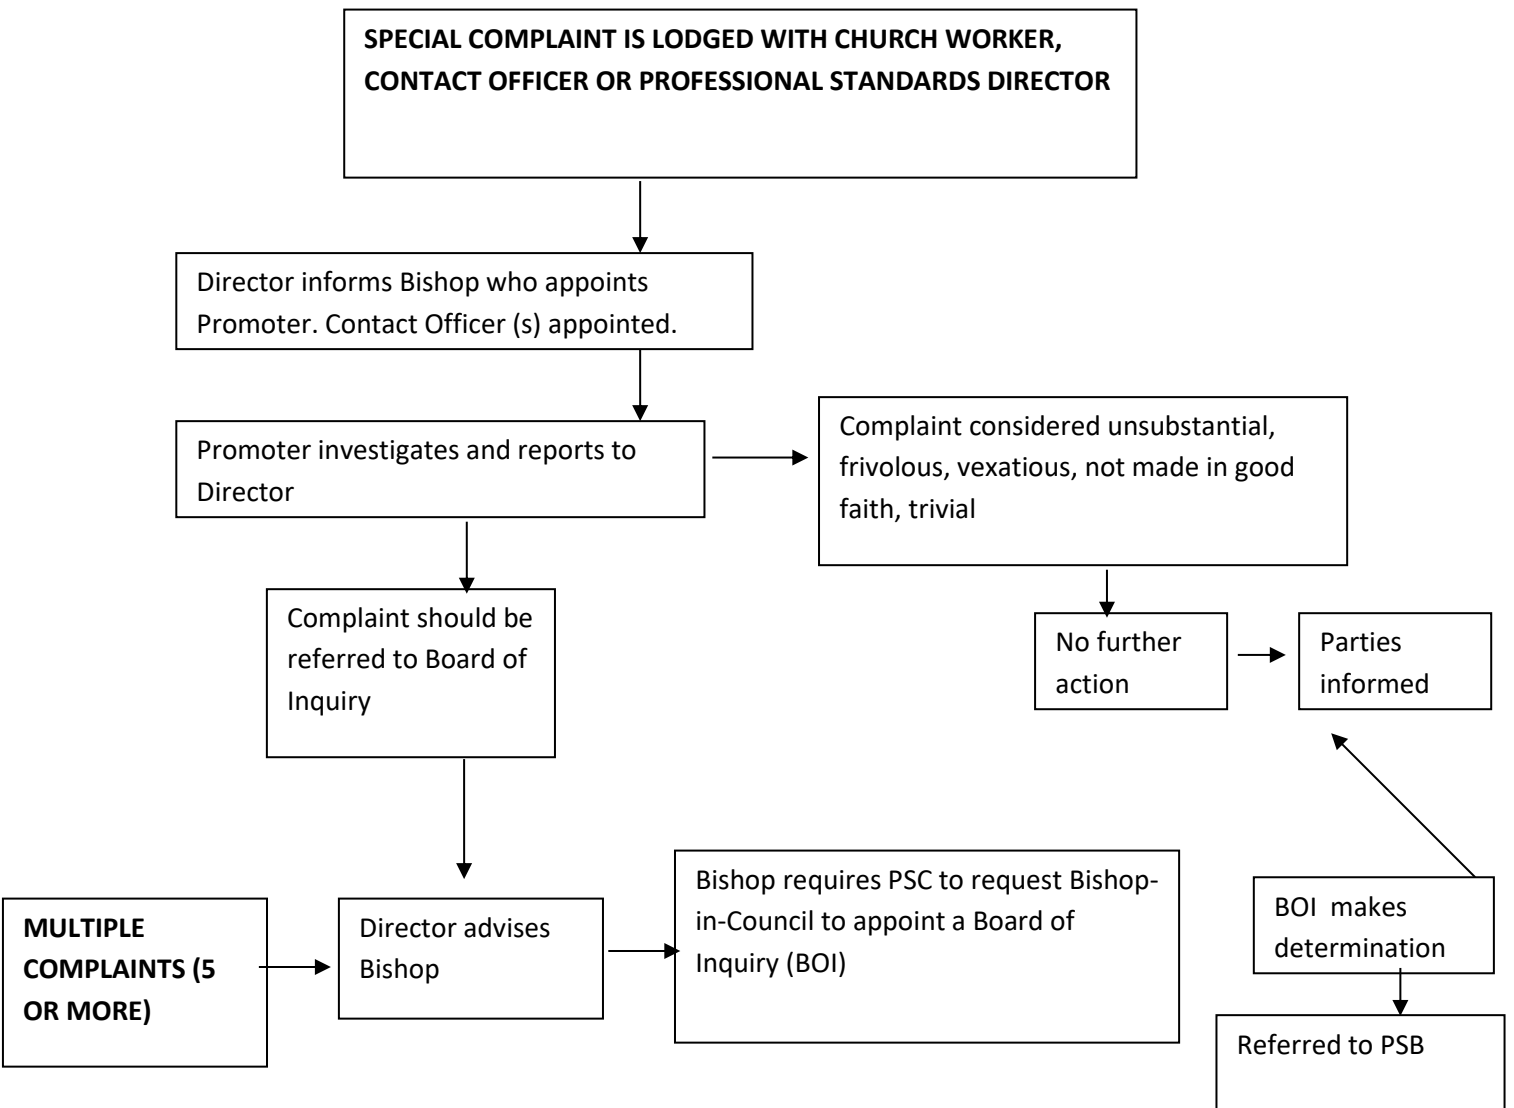 SPECIAL COMPLAINT IS LODGED WITH CHURCH WORKER,
CONTACT OFFICER OR PROFESSIONAL STANDARDS DIRECTOR
Director informs Bishop who appoints
Promoter. Contact Officer (s) appointed.
Promoter investigates and reports to
Director
Complaint considered unsubstantial,
frivolous, vexatious, not made in good
faith, trivial
Complaint should be
referred to Board of
Inquiry
No further
action
Parties
informed
MULTIPLE
COMPLAINTS (5
OR MORE)
Director advises
Bishop
Bishop requires PSC to request Bishop-
in-Council to appoint a Board of
Inquiry (BOI)
BOI  makes
determination
Referred to PSB